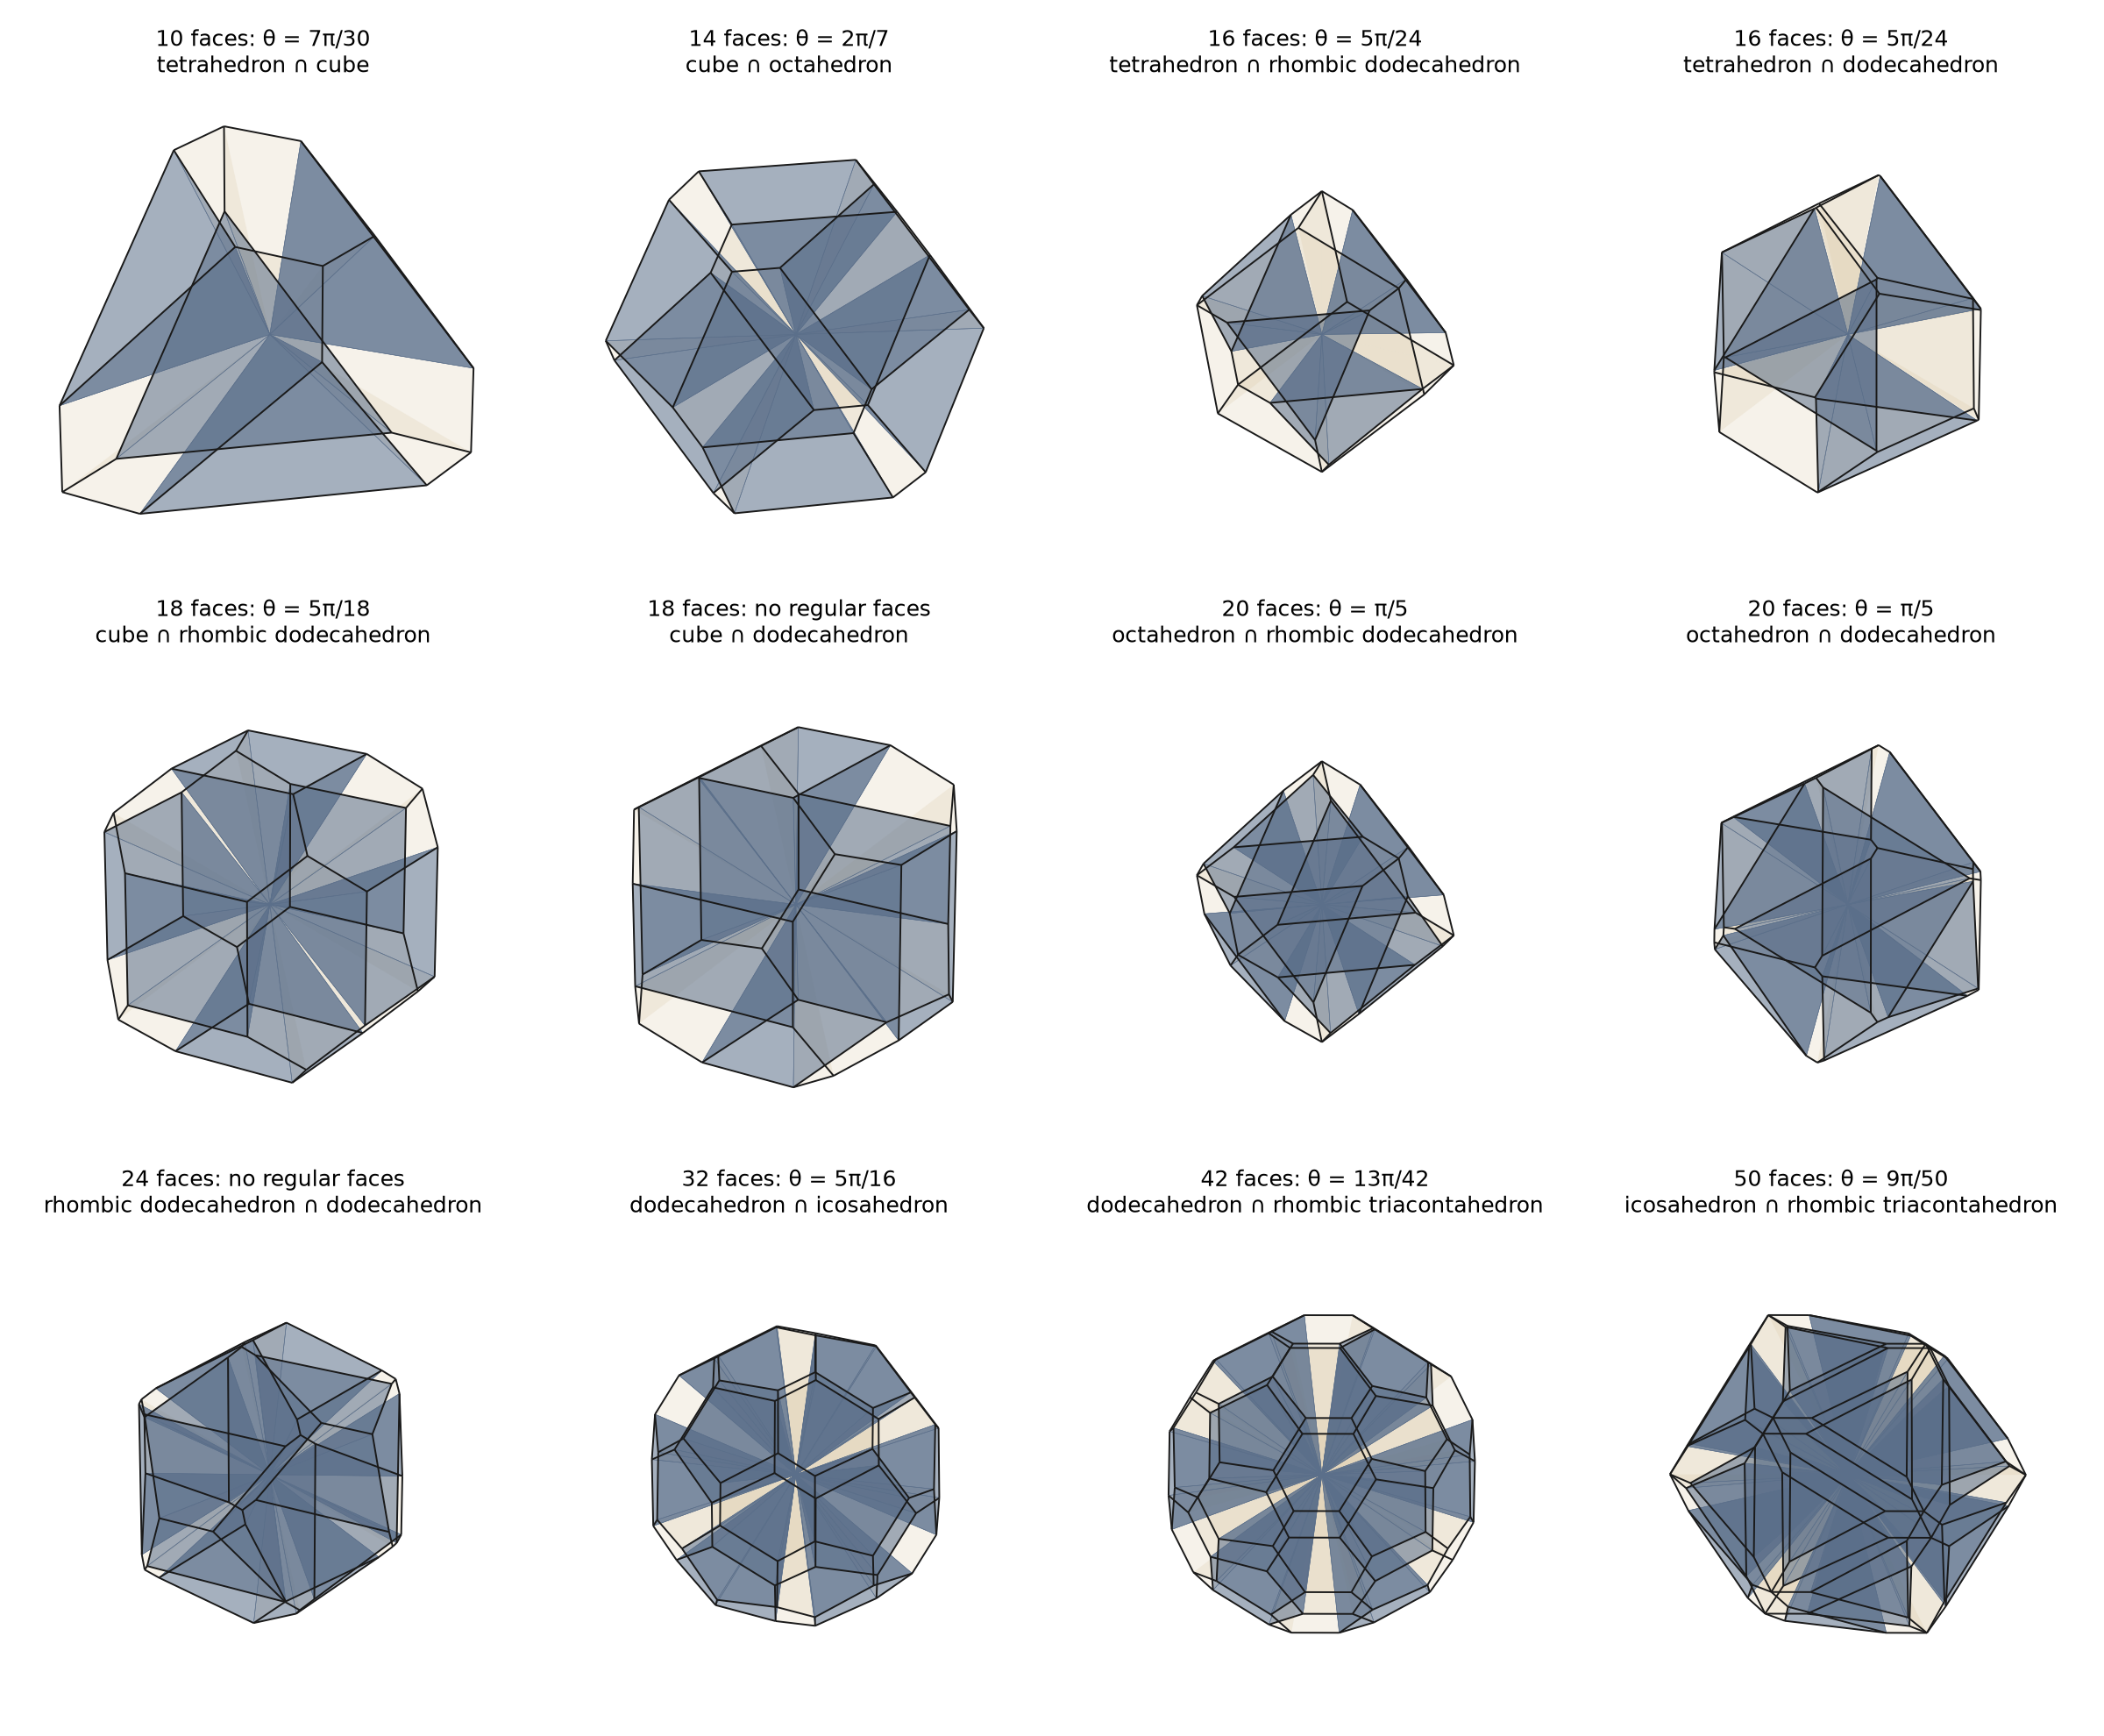 10 faces: θ = 7π/30
tetrahedron ∩ cube
14 faces: θ = 2π/7
cube ∩ octahedron
16 faces: θ = 5π/24
tetrahedron ∩ rhombic dodecahedron
16 faces: θ = 5π/24
tetrahedron ∩ dodecahedron
18 faces: θ = 5π/18
cube ∩ rhombic dodecahedron
18 faces: no regular faces
cube ∩ dodecahedron
20 faces: θ = π/5
octahedron ∩ rhombic dodecahedron
20 faces: θ = π/5
octahedron ∩ dodecahedron
24 faces: no regular faces
rhombic dodecahedron ∩ dodecahedron
32 faces: θ = 5π/16
dodecahedron ∩ icosahedron
42 faces: θ = 13π/42
dodecahedron ∩ rhombic triacontahedron
50 faces: θ = 9π/50
icosahedron ∩ rhombic triacontahedron